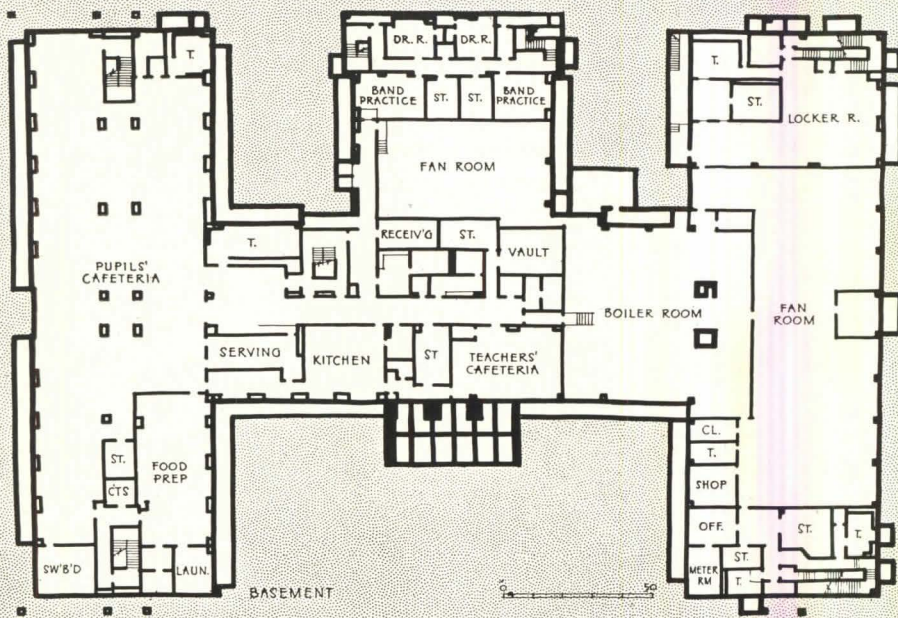 T.
DR. R.
DR. R.
T.
BAND
PRACTICE
ST.
ST.
BAND
PRACTICE
ST.
LOCKER R.
FAN ROOM
RECEIV'G
ST.
T.
VAULT
PUPILS'
CAFETERIA
BOILER ROOM
FAN
ROOM
SERVING
KITCHEN
ST
TEACHERS'
CAFETERIA
CL.
T.
SHOP
ST.
FOOD
PREP
CTS
OFF.
ST.
T.
SW'B'D
LAUN.
METER
RM
ST.
T.
BASEMENT
0
50